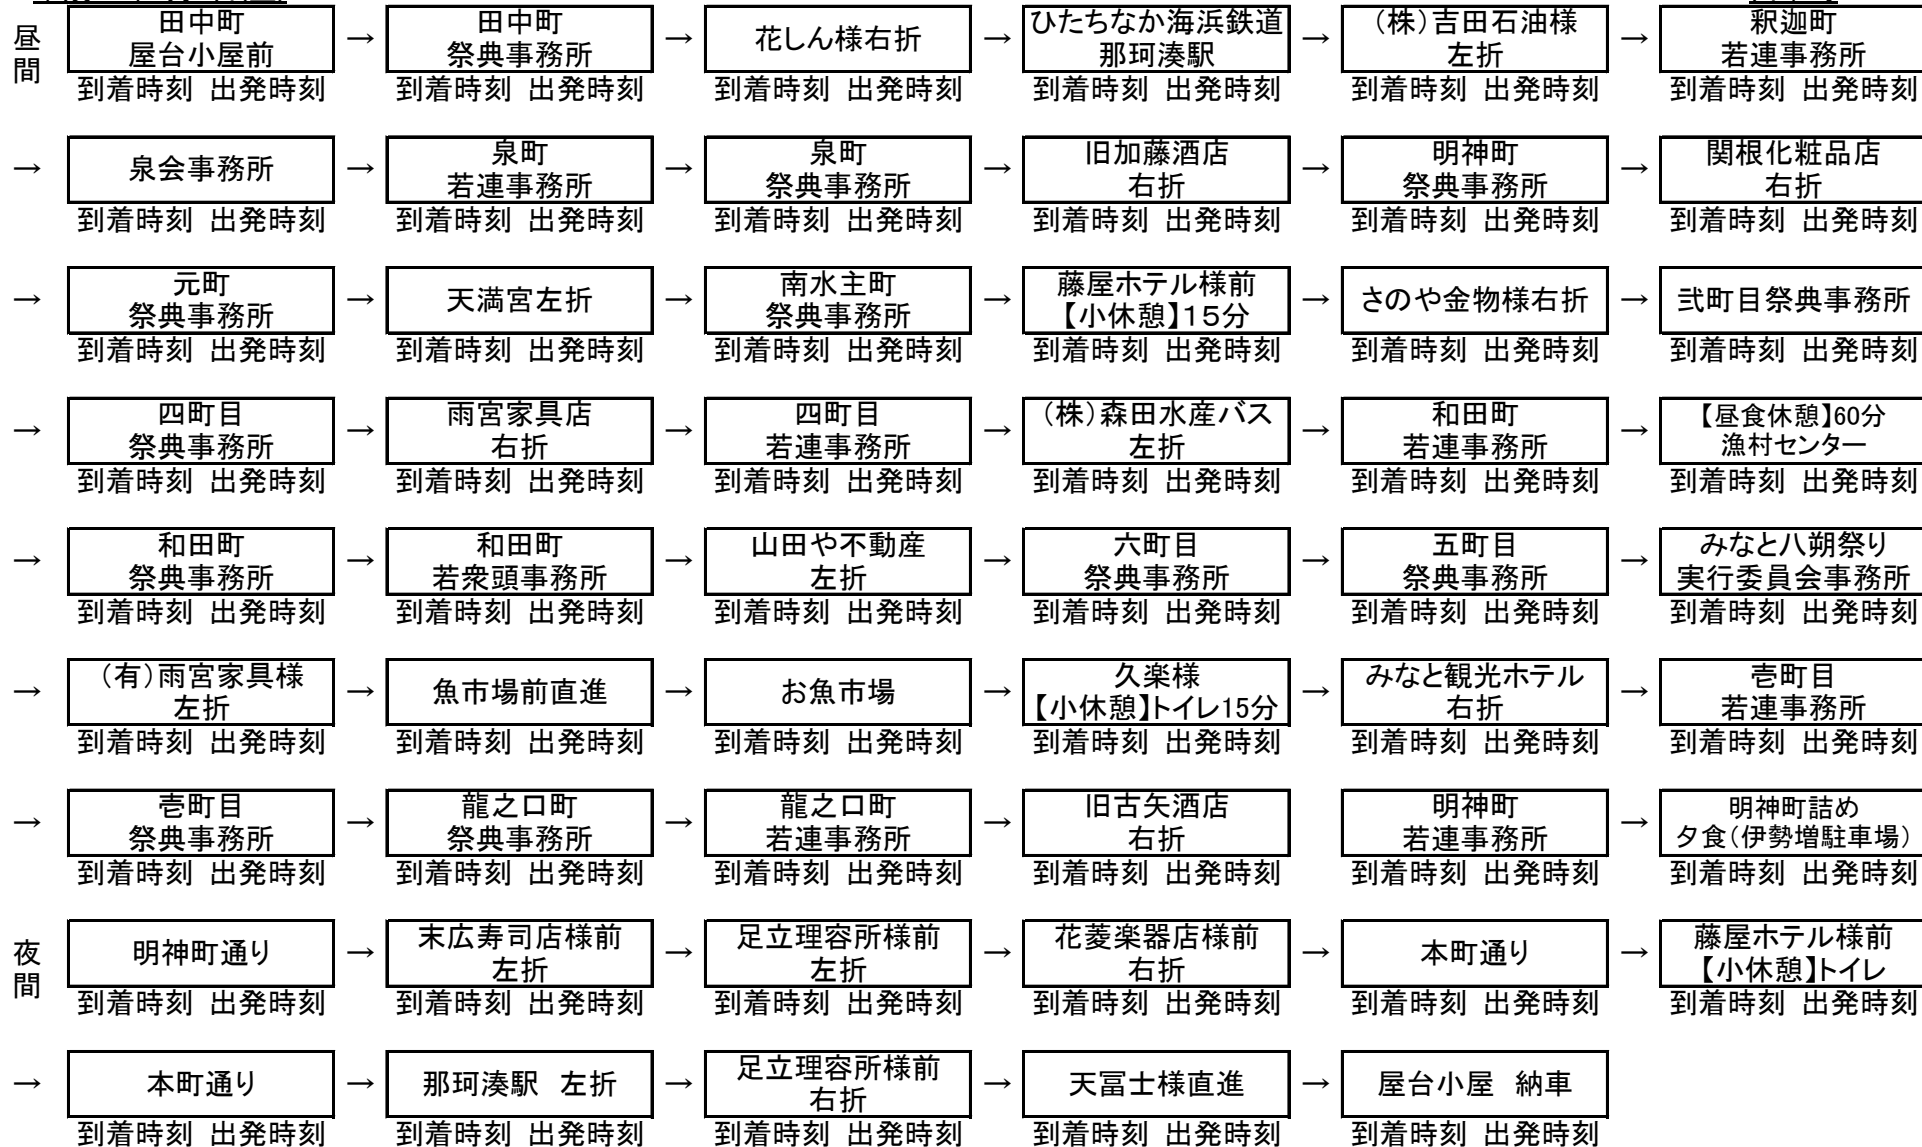 昼間
田中町
屋台小屋前
→
田中町
祭典事務所
→
花しん様右折
→
ひたちなか海浜鉄道
那珂湊駅
→
(株)吉田石油様
左折
→
釈迦町
若連事務所
到着時刻 出発時刻 到着時刻 出発時刻 到着時刻 出発時刻 到着時刻 出発時刻 到着時刻 出発時刻 到着時刻 出発時刻
→
泉会事務所
→
泉町
若連事務所
→
泉町
祭典事務所
→
旧加藤酒店
右折
→
明神町
祭典事務所
→
関根化粧品店
右折
到着時刻 出発時刻 到着時刻 出発時刻 到着時刻 出発時刻 到着時刻 出発時刻 到着時刻 出発時刻 到着時刻 出発時刻
→
元町
祭典事務所
→
天満宮左折
→
南水主町
祭典事務所
→
藤屋ホテル様前
【小休憩】15分
→
さのや金物様右折
→
弐町目祭典事務所
到着時刻 出発時刻 到着時刻 出発時刻 到着時刻 出発時刻 到着時刻 出発時刻 到着時刻 出発時刻 到着時刻 出発時刻
→
四町目
祭典事務所
→
雨宮家具店
右折
→
四町目
若連事務所
→
(株)森田水産バス
左折
→
和田町
若連事務所
→
【昼食休憩】60分
漁村センター
到着時刻 出発時刻 到着時刻 出発時刻 到着時刻 出発時刻 到着時刻 出発時刻 到着時刻 出発時刻 到着時刻 出発時刻
→
和田町
祭典事務所
→
和田町
若衆頭事務所
→
山田や不動産
左折
→
六町目
祭典事務所
→
五町目
祭典事務所
→
みなと八朔祭り
実行委員会事務所
到着時刻 出発時刻 到着時刻 出発時刻 到着時刻 出発時刻 到着時刻 出発時刻 到着時刻 出発時刻 到着時刻 出発時刻
→
(有)雨宮家具様
左折
→
魚市場前直進
→
お魚市場
→
久楽様
【小休憩】トイレ15分
→
みなと観光ホテル
右折
→
壱町目
若連事務所
到着時刻 出発時刻 到着時刻 出発時刻 到着時刻 出発時刻 到着時刻 出発時刻 到着時刻 出発時刻 到着時刻 出発時刻
→
壱町目
祭典事務所
→
龍之口町
祭典事務所
→
龍之口町
若連事務所
→
旧古矢酒店
右折
明神町
若連事務所
→
明神町詰め
夕食(伊勢増駐車場)
到着時刻 出発時刻 到着時刻 出発時刻 到着時刻 出発時刻 到着時刻 出発時刻 到着時刻 出発時刻 到着時刻 出発時刻
夜間
明神町通り
→
末広寿司店様前
左折
→
足立理容所様前
左折
→
花菱楽器店様前
右折
→
本町通り
→
藤屋ホテル様前
【小休憩】トイレ
到着時刻 出発時刻 到着時刻 出発時刻 到着時刻 出発時刻 到着時刻 出発時刻 到着時刻 出発時刻 到着時刻 出発時刻
→
本町通り
→
那珂湊駅 左折
→
足立理容所様前
右折
→
天冨士様直進
→
屋台小屋 納車
到着時刻 出発時刻 到着時刻 出発時刻 到着時刻 出発時刻 到着時刻 出発時刻 到着時刻 出発時刻